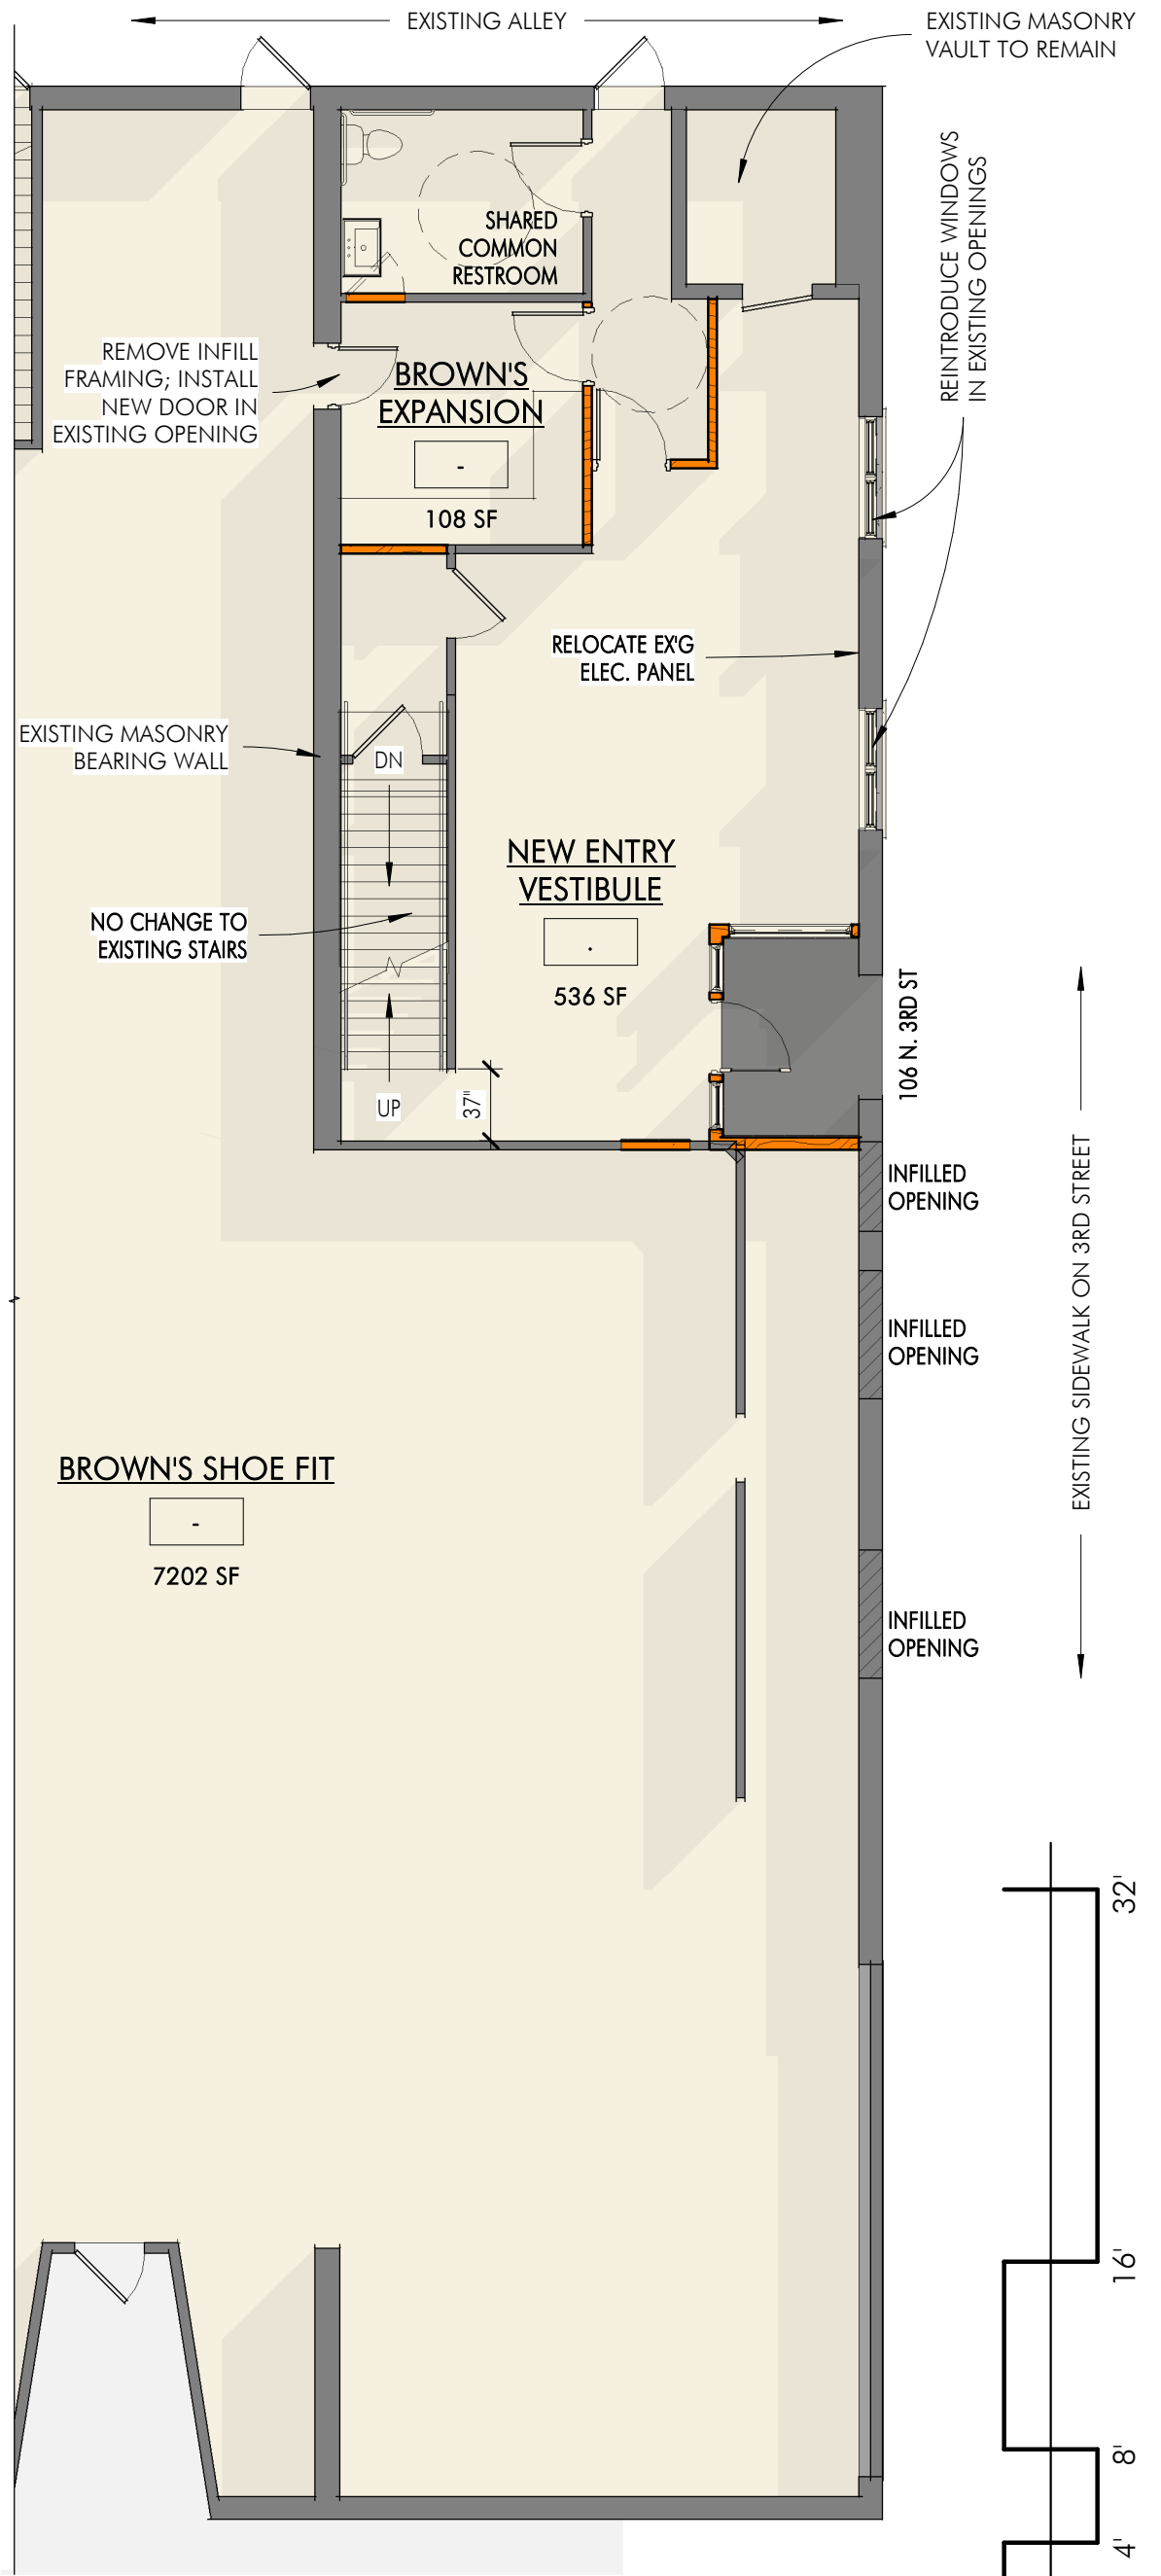 EXISTING ALLEY
EXISTING MASONRY
VAULT TO REMAIN
REINTRODUCE WINDOWS
IN EXISTING OPENINGS
SHARED
COMMON
RESTROOM
REMOVE INFILL
FRAMING; INSTALL
NEW DOOR IN
EXISTING OPENING
BROWN'S
EXPANSION
-
108 SF
RELOCATE EX'G
ELEC. PANEL
EXISTING MASONRY
BEARING WALL
DN
NEW ENTRY
VESTIBULE
.
536 SF
NO CHANGE TO
EXISTING STAIRS
106 N. 3RD ST
UP
37"
INFILLED
OPENING
INFILLED
OPENING
EXISTING SIDEWALK ON 3RD STREET
BROWN'S SHOE FIT
-
7202 SF
INFILLED
OPENING
32'
16'
8'
4'